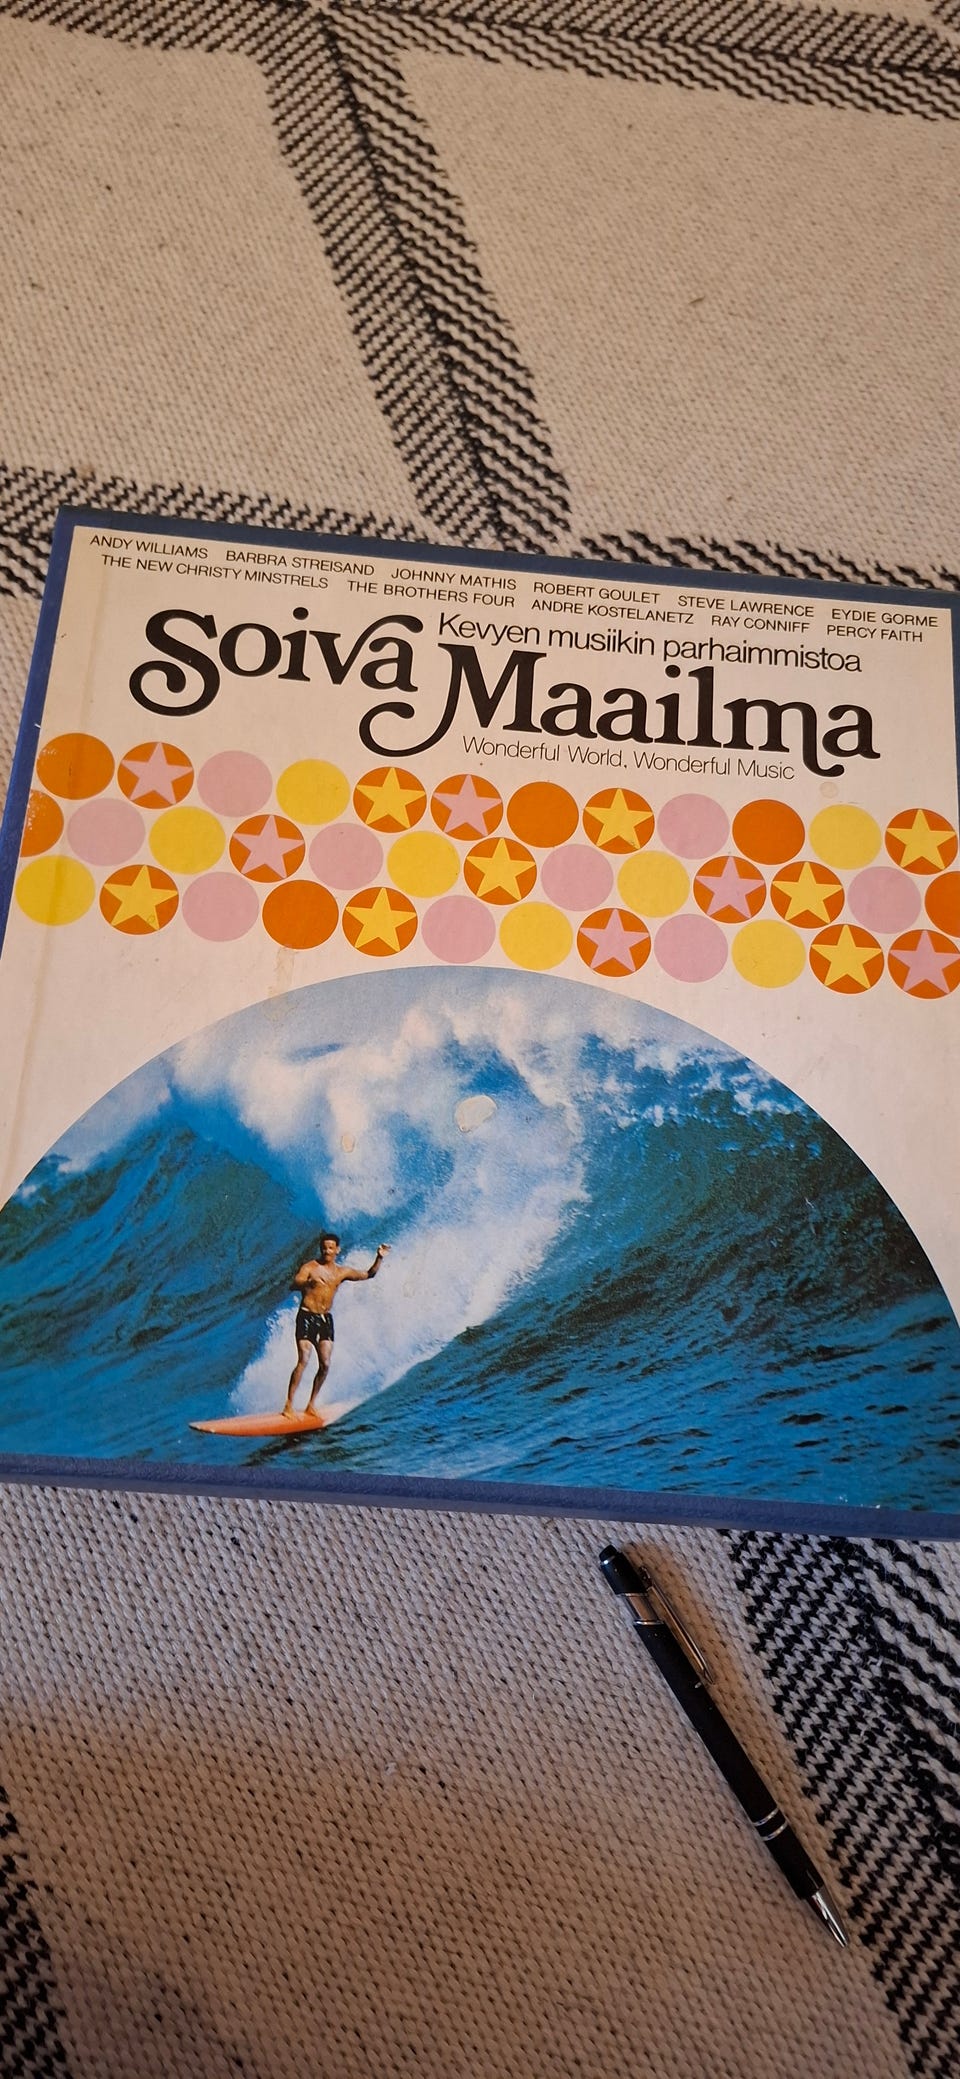 ANDY WILLIAMS BARBRA STREISAND JOHNNY MATHIS ROBERT GOULET STEVE LAWRENCE EYDIE GORME
THE NEW CHRISTY MINSTRELS THE BROTHERS FOUR ANDRE KOSTELANETZ RAY CONNIFF PERCY FAITH
Kevyen musiikin parhaimmistoa
Soiva Maailma
Wonderful World, Wonderful Music